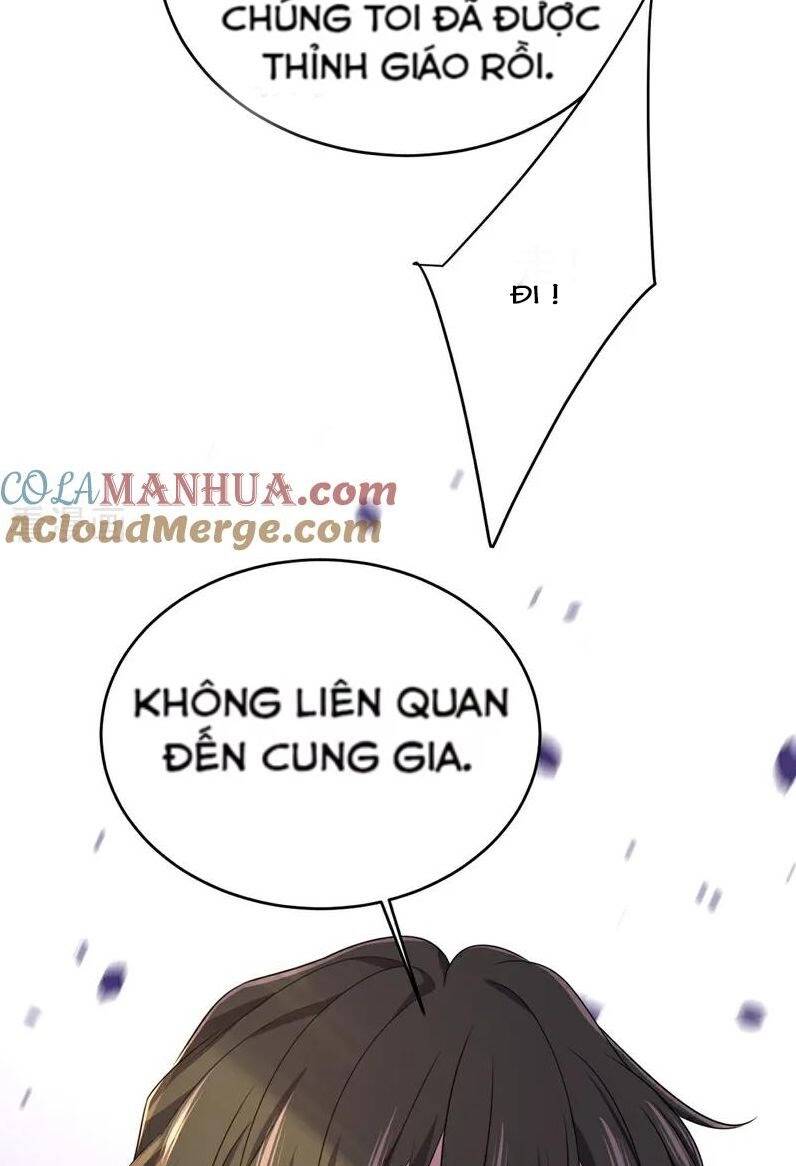 CHÚNG TOI ĐÃ ĐƯỢC
THỈNH GIÁO RỒI.
ĐI !
COLAMANHUA.com
AcloudMerge.com
KHÔNG LIÊN QUAN
ĐẾN CUNG GIA.